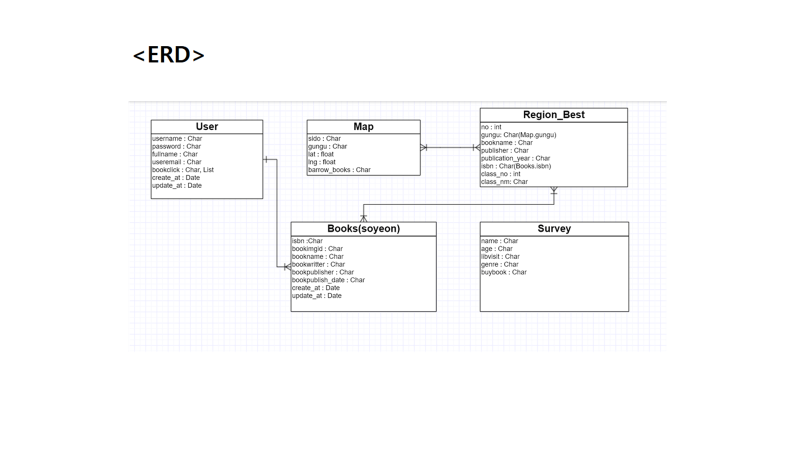 <ERD>
User
username : Char
password : Char
fullname : Char
useremail : Char
bookclick : Char, List
create_at : Date
update_at : Date
Map
sido : Char
gungu : Char
lat : float
lng : float
barrow_books : Char
Region_Best
no : int
gungu: Char(Map.gungu)
bookname : Char
publisher : Char
publication_year : Char
isbn : Char(Books.isbn)
class_no : int
class_nm: Char
Books(soyeon)
isbn :Char
bookimgid : Char
bookname : Char
bookwritter : Char
bookpublisher : Char
bookpublish_date : Char
create_at : Date
update_at : Date
Survey
name : Char
age : Char
libvisit : Char
genre : Char
buybook : Char